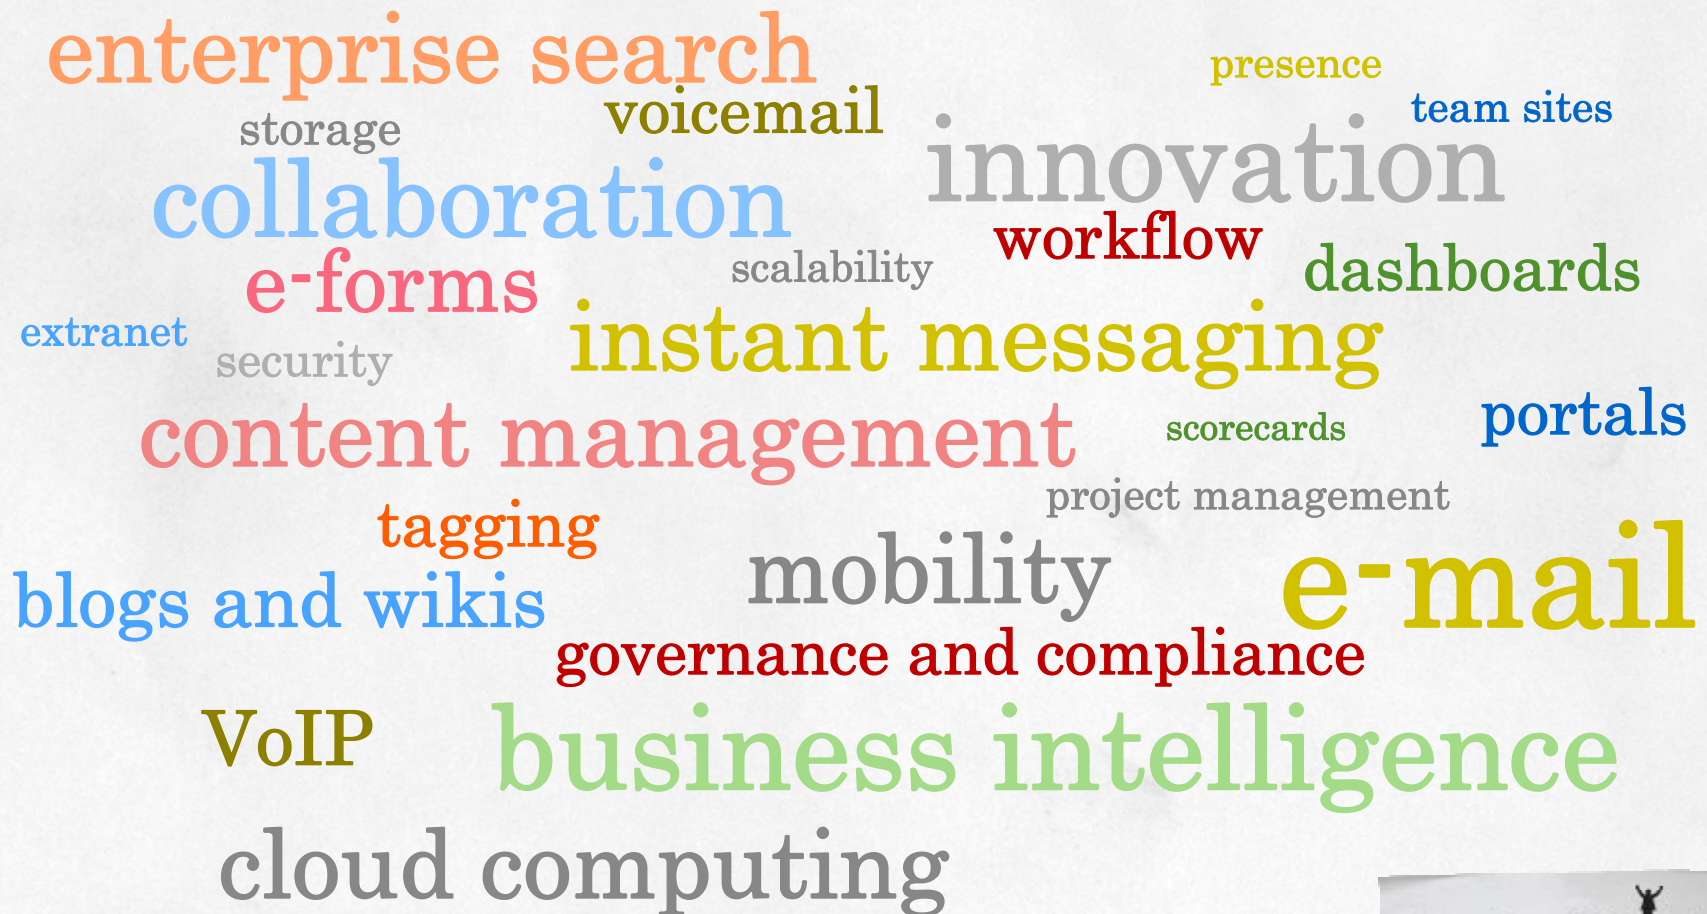 enterprise search
presence
voicemail
team sites
storage
innovation
collaboration
workflow
scalability
dashboards
e-forms
extranet
instant messaging
security
portals
content management
scorecards
project management
tagging
mobility
e-mail
blogs and wikis
governance and compliance
VoIP
business intelligence
cloud computing